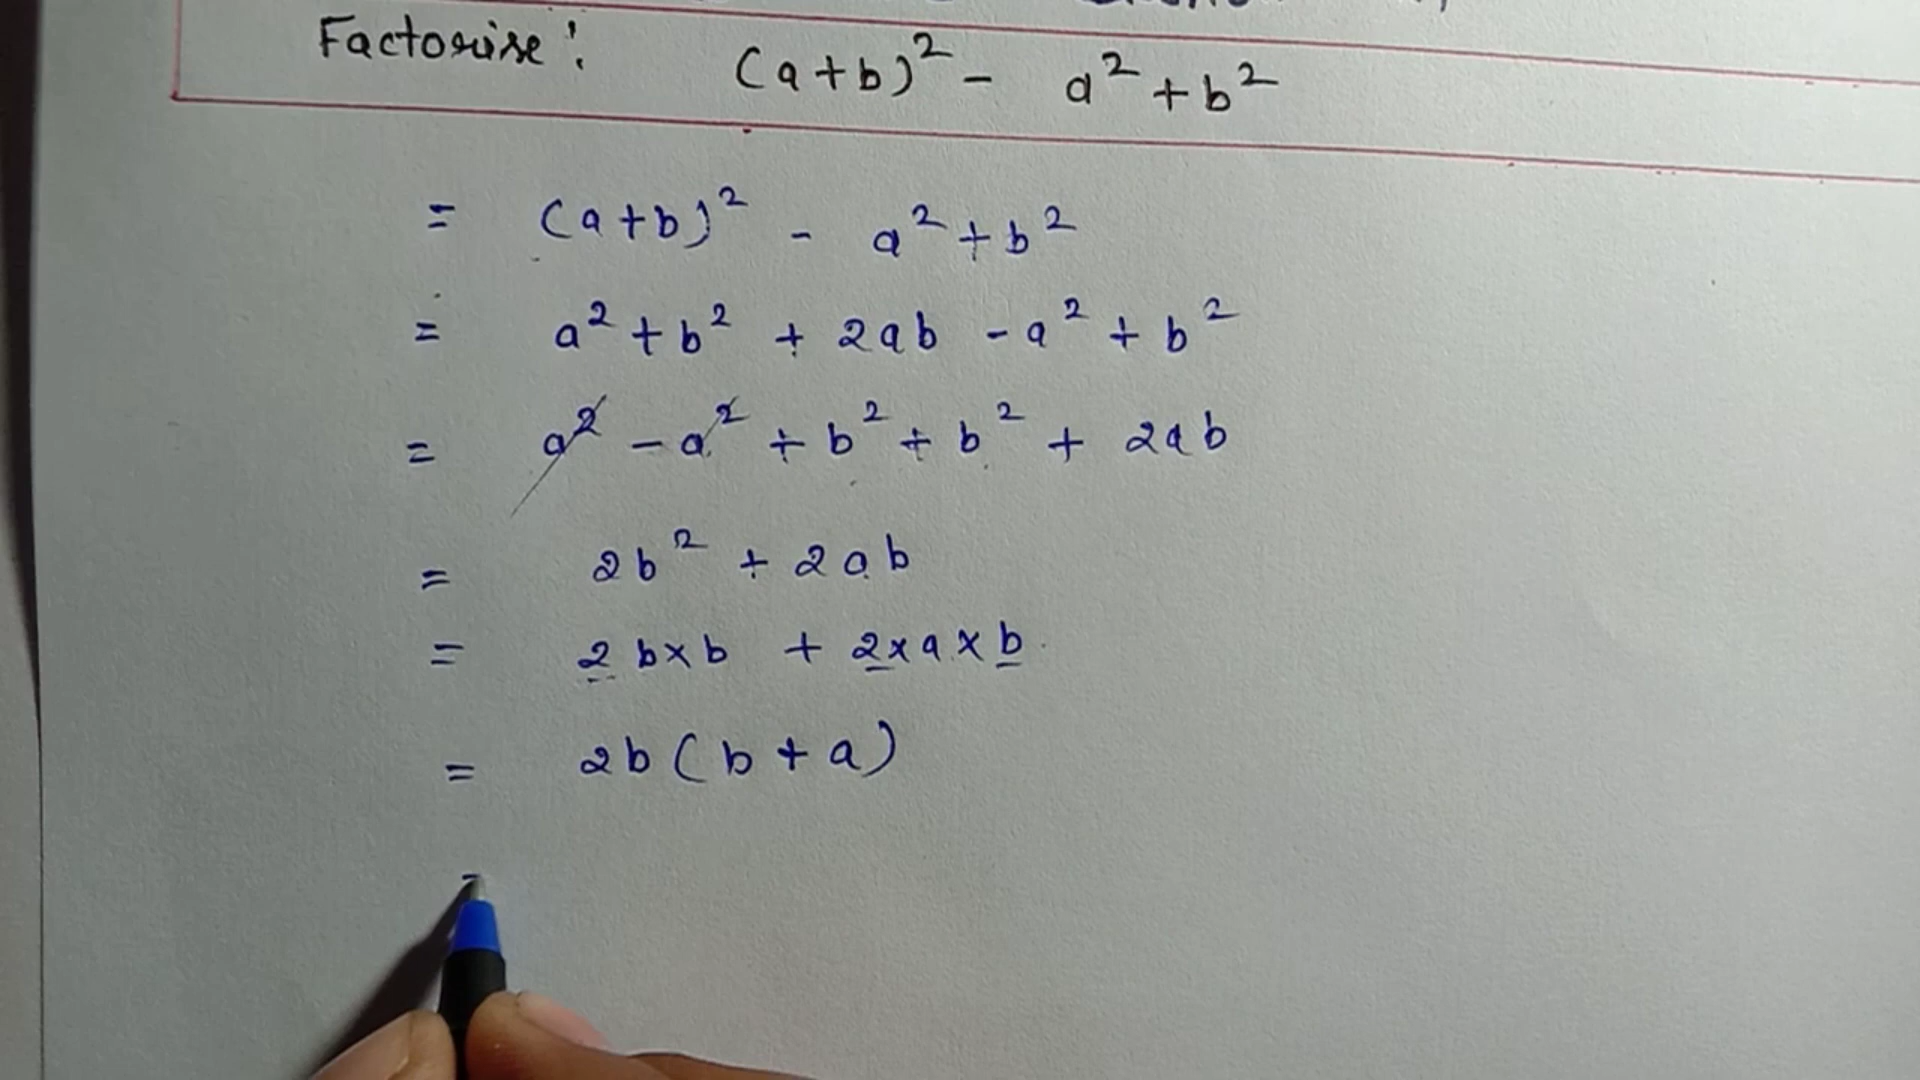 Factorise: (a+b)² - a²+b²
= (a+b)² - a²+b²
= a²+b² + 2ab -a² + b²
= a² -a² +b²+b² + 2ab
= 2b² + 2ab
= 2 b×b + 2×a×b
= 2b(b+a)